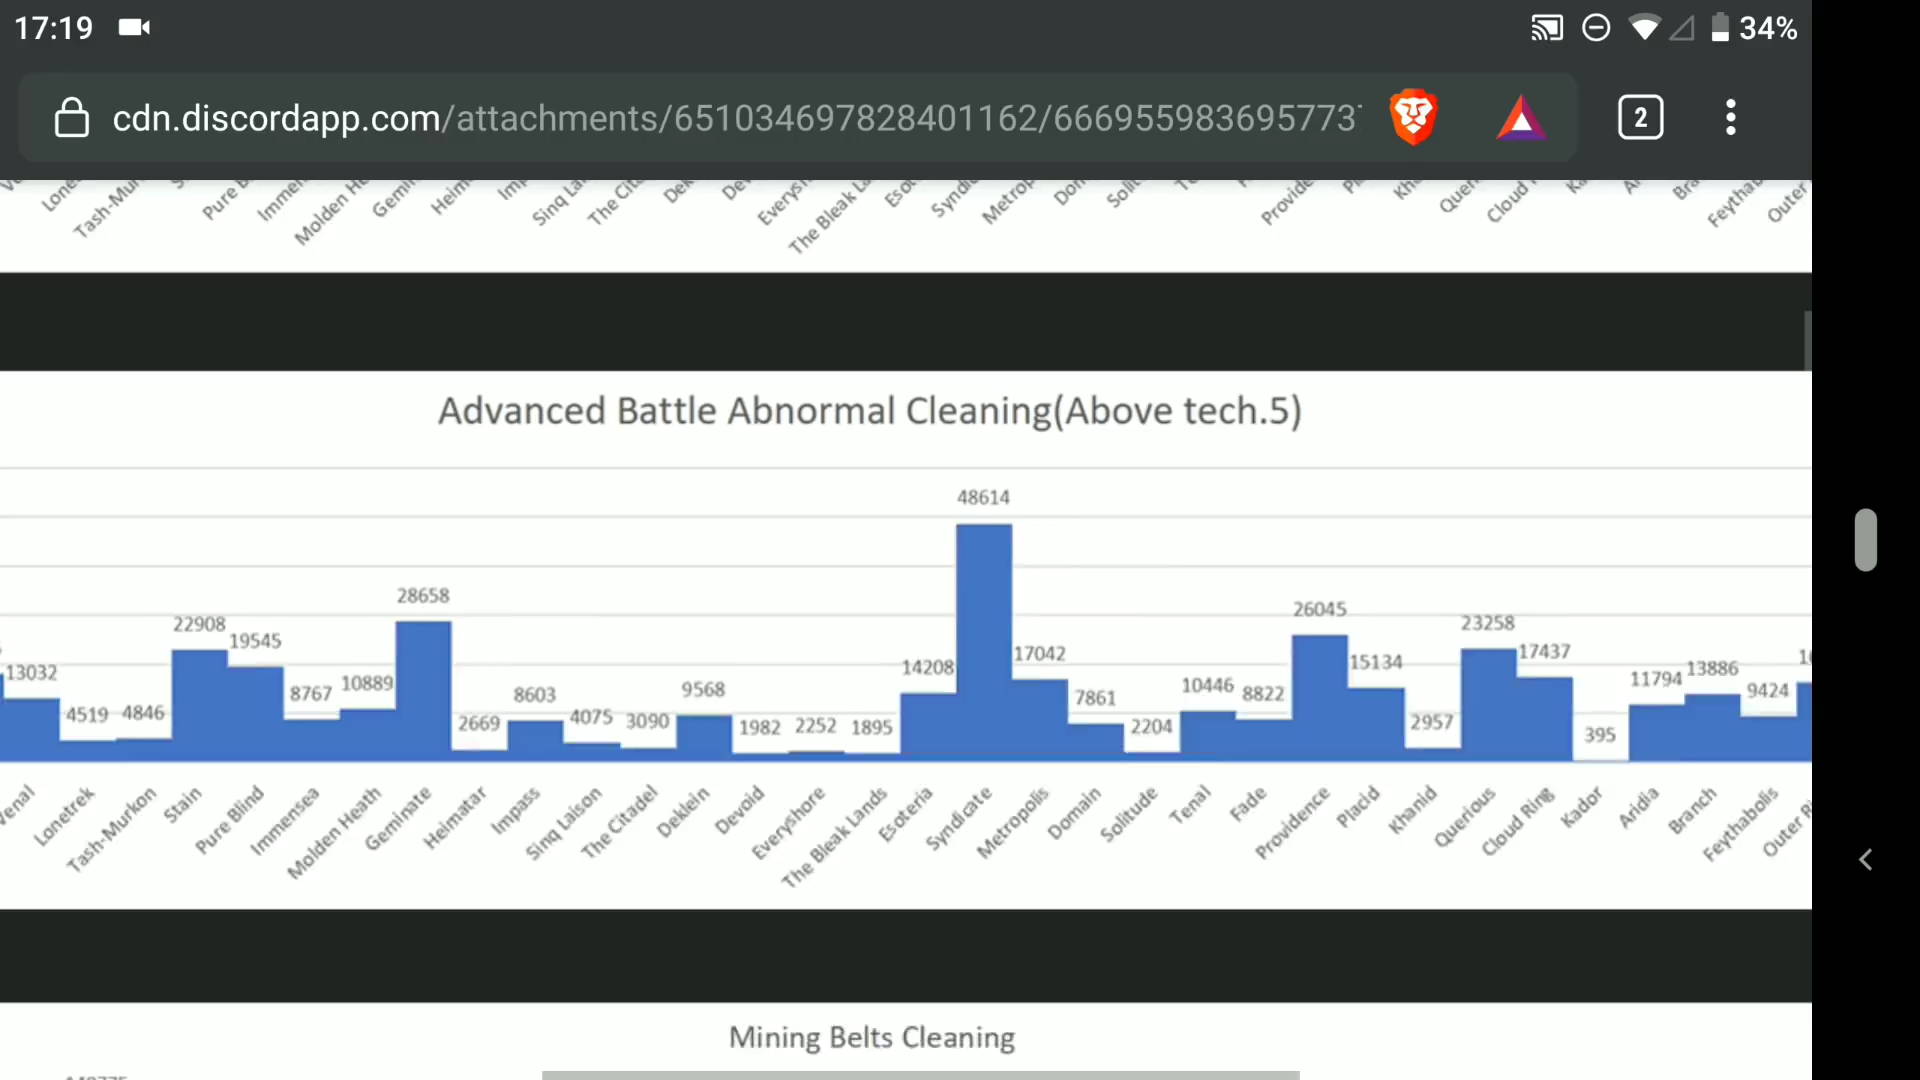 17:19 34%
cdn.discordapp.com/attachments/651034697828401162/666955983695773
2
Advanced Battle Abnormal Cleaning(Above tech.5)
48614
28658
26045
22908
23258
19545
17042
17437
13032
14208
15134
8767
10889
8603
9568
10446
8822
11794
13886
9424
4519
4846
2669
4075
3090
1982
2252
1895
7861
2204
2957
395
Lonetrek
Tash-Murkon
Stain
Pure Blind
Immensea
Molden Heath
Geminate
Heimatar
Impass
Sinq Laison
The Citadel
Deklein
Devoid
Everyshore
The Bleak Lands
Esoteria
Syndicate
Metropolis
Domain
Solitude
Tenal
Fade
Providence
Placid
Khanid
Querious
Cloud Ring
Kador
Aridia
Branch
Feythabolis
Outer
Mining Belts Cleaning